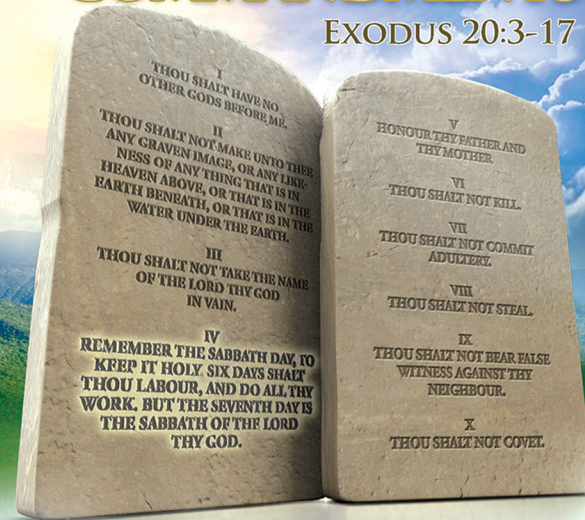 COMMANDMENTS
EXODUS 20:3-17
I
THOU SHALT HAVE NO
OTHER GODS BEFORE ME.
II
THOU SHALT NOT MAKE UNTO THEE
ANY GRAVEN IMAGE, OR ANY LIKE-
NESS OF ANY THING THAT IS IN
HEAVEN ABOVE, OR THAT IS IN THE
EARTH BENEATH, OR THAT IS IN THE
WATER UNDER THE EARTH.
III
THOU SHALT NOT TAKE THE NAME
OF THE LORD THY GOD
IN VAIN.
IV
REMEMBER THE SABBATH DAY, TO
KEEP IT HOLY. SIX DAYS SHALT
THOU LABOUR, AND DO ALL THY
WORK. BUT THE SEVENTH DAY IS
THE SABBATH OF THE LORD
THY GOD.
V
HONOUR THY FATHER AND
THY MOTHER
VI
THOU SHALT NOT KILL.
VII
THOU SHALT NOT COMMIT
ADULTERY.
VIII
THOU SHALT NOT STEAL.
IX
THOU SHALT NOT BEAR FALSE
WITNESS AGAINST THY
NEIGHBOUR.
X
THOU SHALT NOT COVET.